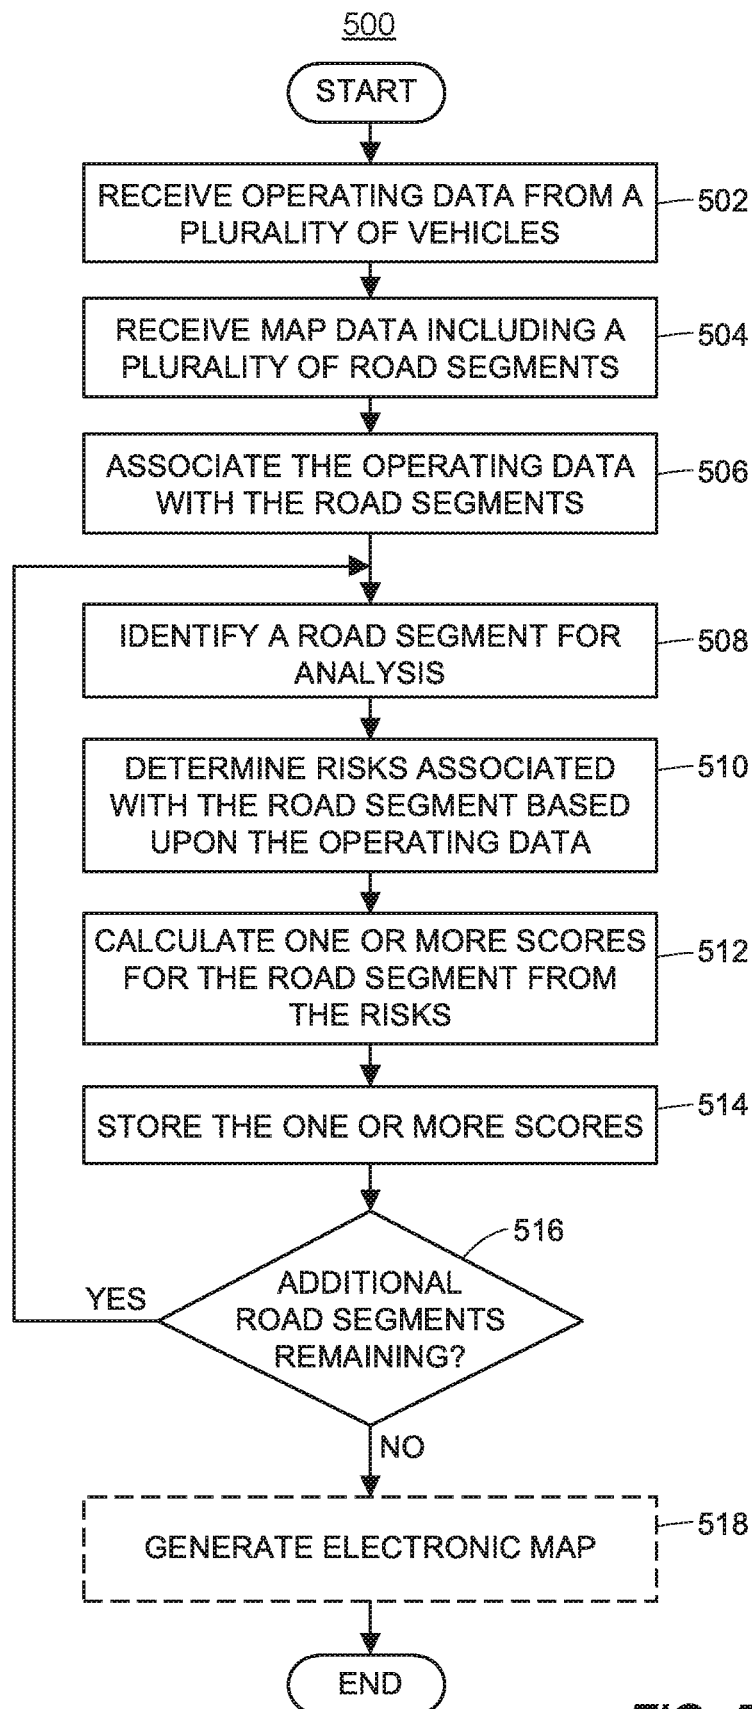 500
START
RECEIVE OPERATING DATA FROM A
PLURALITY OF VEHICLES
502
RECEIVE MAP DATA INCLUDING A
PLURALITY OF ROAD SEGMENTS
504
ASSOCIATE THE OPERATING DATA
WITH THE ROAD SEGMENTS
506
IDENTIFY A ROAD SEGMENT FOR
ANALYSIS
508
DETERMINE RISKS ASSOCIATED
WITH THE ROAD SEGMENT BASED
UPON THE OPERATING DATA
510
CALCULATE ONE OR MORE SCORES
FOR THE ROAD SEGMENT FROM
THE RISKS
512
STORE THE ONE OR MORE SCORES
514
516
YES
ADDITIONAL
ROAD SEGMENTS
REMAINING?
NO
GENERATE ELECTRONIC MAP
518
END